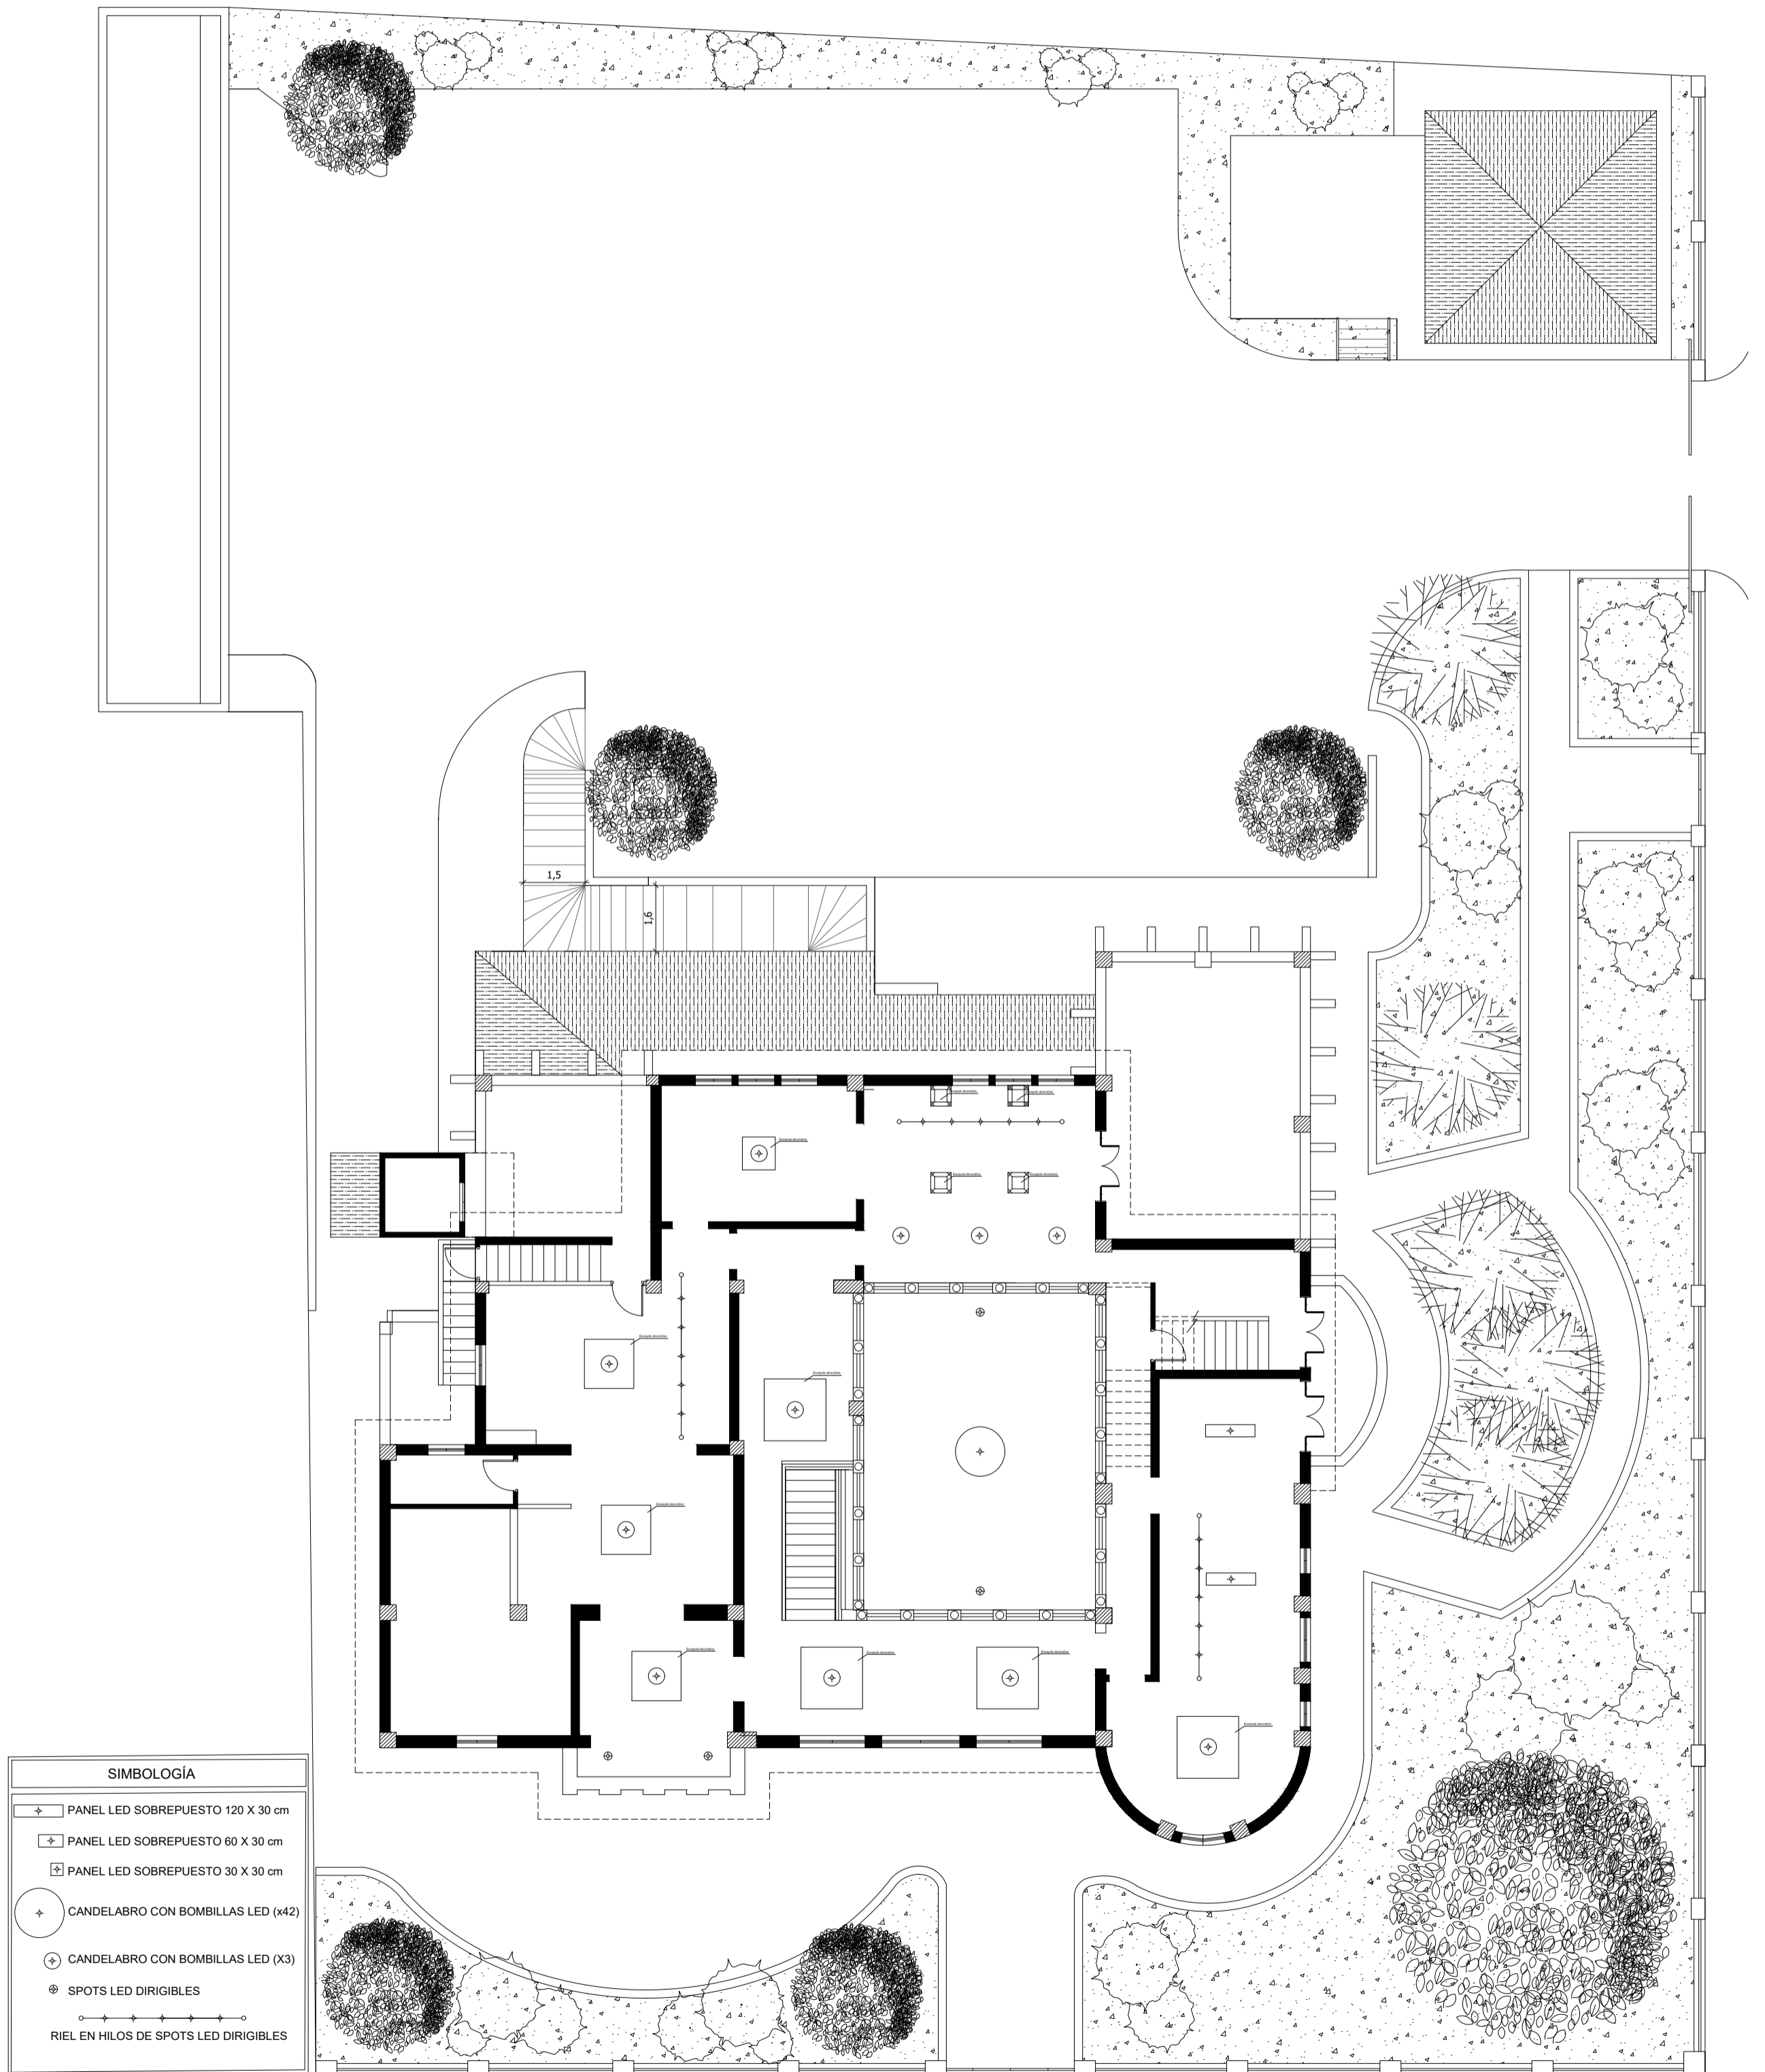 1,5
1,6
SIMBOLOGÍA
PANEL LED SOBREPUESTO 120 X 30 cm
PANEL LED SOBREPUESTO 60 X 30 cm
PANEL LED SOBREPUESTO 30 X 30 cm
CANDELABRO CON BOMBILLAS LED (x42)
CANDELABRO CON BOMBILLAS LED (X3)
SPOTS LED DIRIGIBLES
RIEL EN HILOS DE SPOTS LED DIRIGIBLES